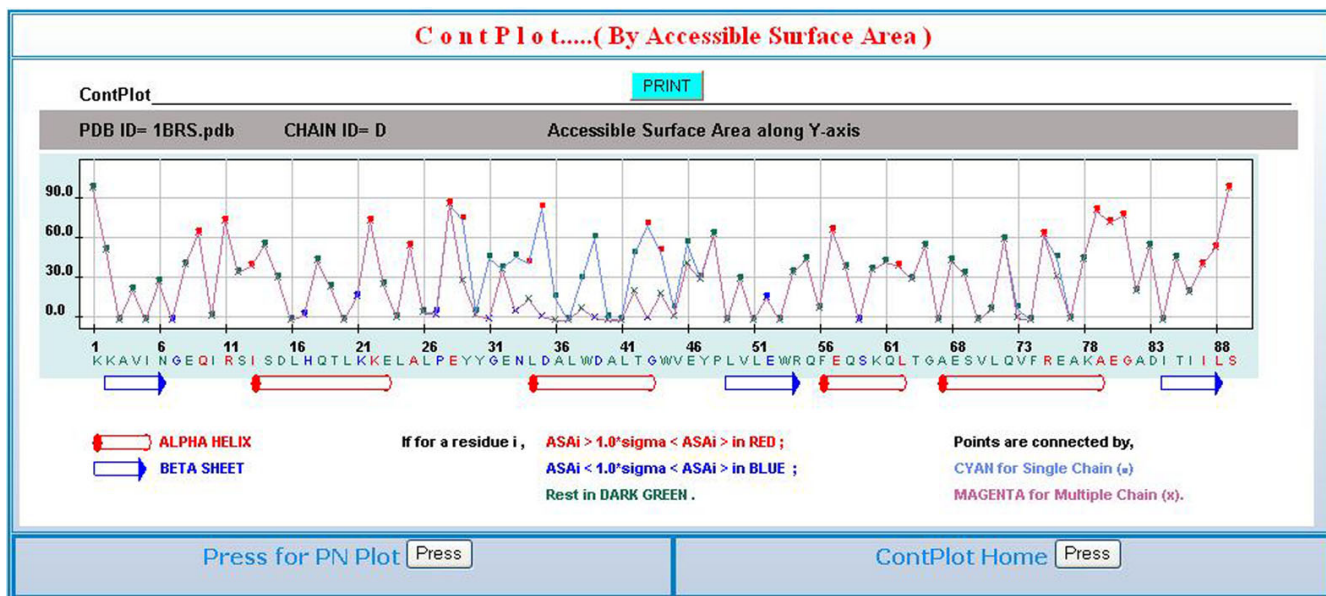 C o n t P l o t.....( By Accessible Surface Area )
ContPlot
PRINT
PDB ID= 1BRS.pdb CHAIN ID= D Accessible Surface Area along Y-axis
90.0
60.0
30.0
0.0
1 6 11 16 21 26 31 36 41 46 51 56 61 68 73 78 83 88
KKAVINGEQIRSISDLHQTLKKELALPEYYGENLDALWDALTGWVEYPLVLEWRQFEQSKQLTGAESVLQVFREAKAEGADITIILS
ALPHA HELIX If for a residue i , ASAi > 1.0*sigma < ASAi > in RED ; Points are connected by,
BETA SHEET ASAi < 1.0*sigma < ASAi > in BLUE ; CYAN for Single Chain (■)
Rest in DARK GREEN . MAGENTA for Multiple Chain (x).
Press for PN Plot Press ContPlot Home Press